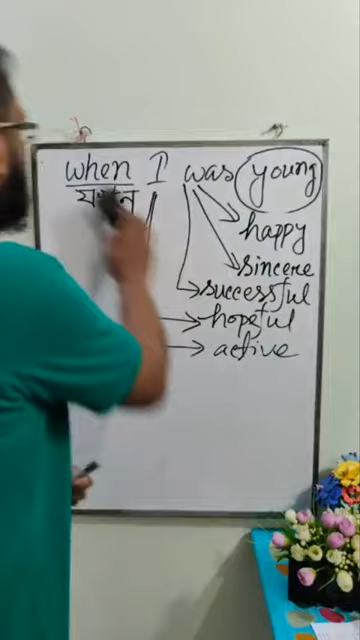 when I was young
যখন
happy
sincere
successful
hopeful
active